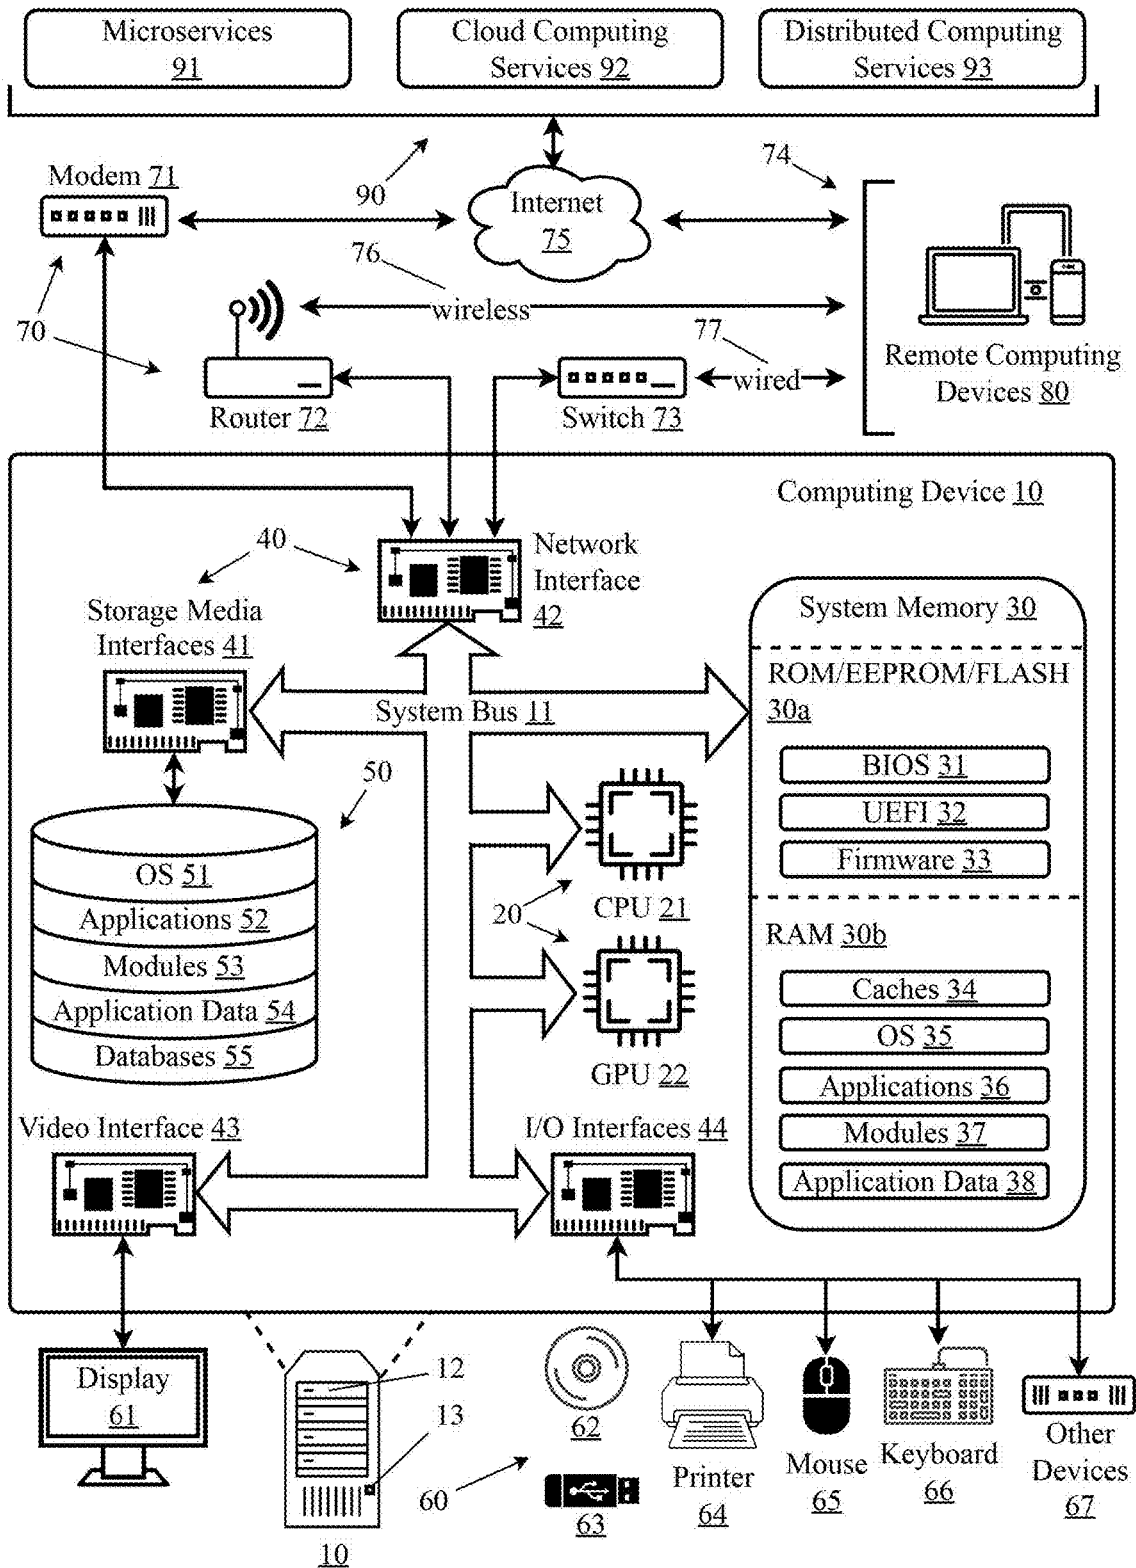 Microservices
91
Cloud Computing
Services 92
Distributed Computing
Services 93
90
74
Modem 71
Internet
75
76
wireless
70
77
wired
Remote Computing
Devices 80
Router 72
Switch 73
Computing Device 10
40
Network
Interface
42
Storage Media
Interfaces 41
System Bus 11
System Memory 30
ROM/EEPROM/FLASH
30a
BIOS 31
UEFI 32
Firmware 33
50
OS 51
Applications 52
Modules 53
Application Data 54
Databases 55
CPU 21
20
GPU 22
RAM 30b
Caches 34
OS 35
Applications 36
Modules 37
Application Data 38
Video Interface 43
I/O Interfaces 44
Display
61
12
13
10
60
62
63
Printer
64
Mouse
65
Keyboard
66
Other
Devices
67